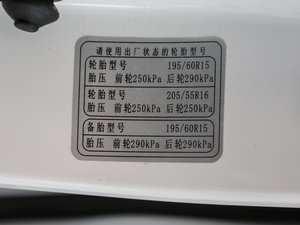 请使用出厂状态的轮胎型号
轮胎型号 195/60R15
胎压 前轮250kPa 后轮290kPa
轮胎型号 205/55R16
胎压 前轮250kPa 后轮250kPa
备胎型号 195/60R15
胎压 前轮290kPa 后轮290kPa